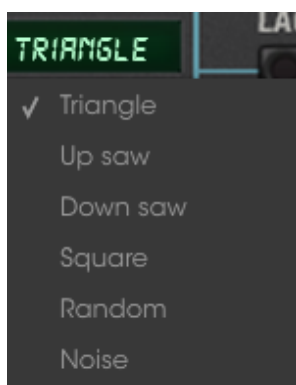 TRIANGLE
✓ Triangle
Up saw
Down saw
Square
Random
Noise